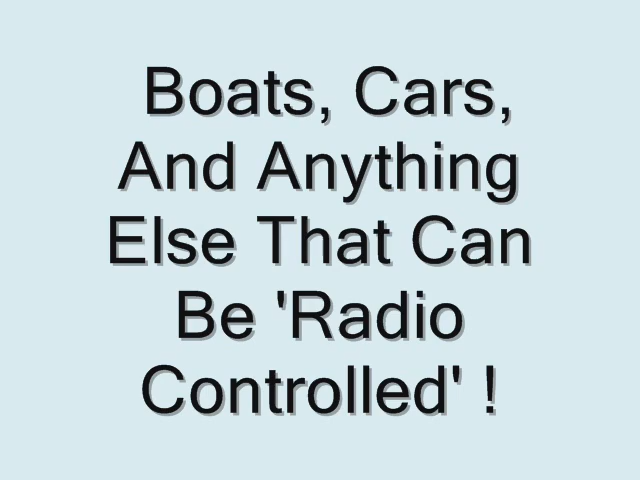 Boats, Cars,
And Anything
Else That Can
Be 'Radio
Controlled' !